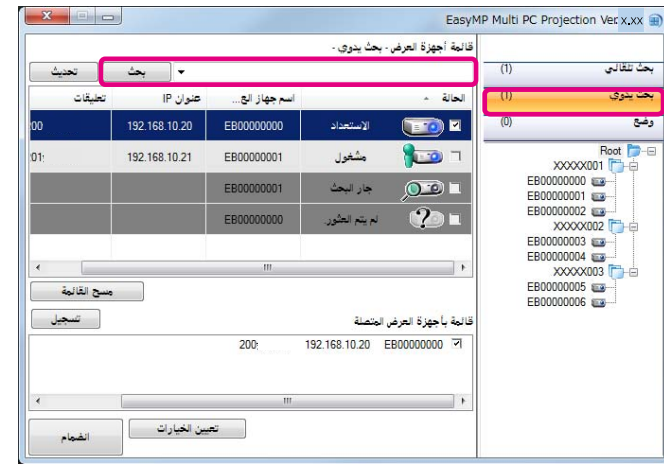 EasyMP Multi PC Projection Ver. x.xx
قائمة أجهزة العرض - بحث يدوي -
بحث
تحديث
الحالة
اسم جهاز الع...
عنوان IP
تعليقات
الاستعداد
EB00000000
192.168.10.20
00
مشغول
EB00000001
192.168.10.21
01:
جار البحث
EB00000001
لم يتم العثور.
EB00000000
مسح القائمة
تسجيل
قائمة بأجهزة العرض المتصلة
EB00000000 192.168.10.20 200:
تعيين الخيارات
انضمام
بحث تلقائي (1)
بحث يدوي (1)
وضع (0)
Root
XXXXX001
EB00000000
EB00000001
EB00000002
XXXXX002
EB00000003
EB00000004
XXXXX003
EB00000005
EB00000006